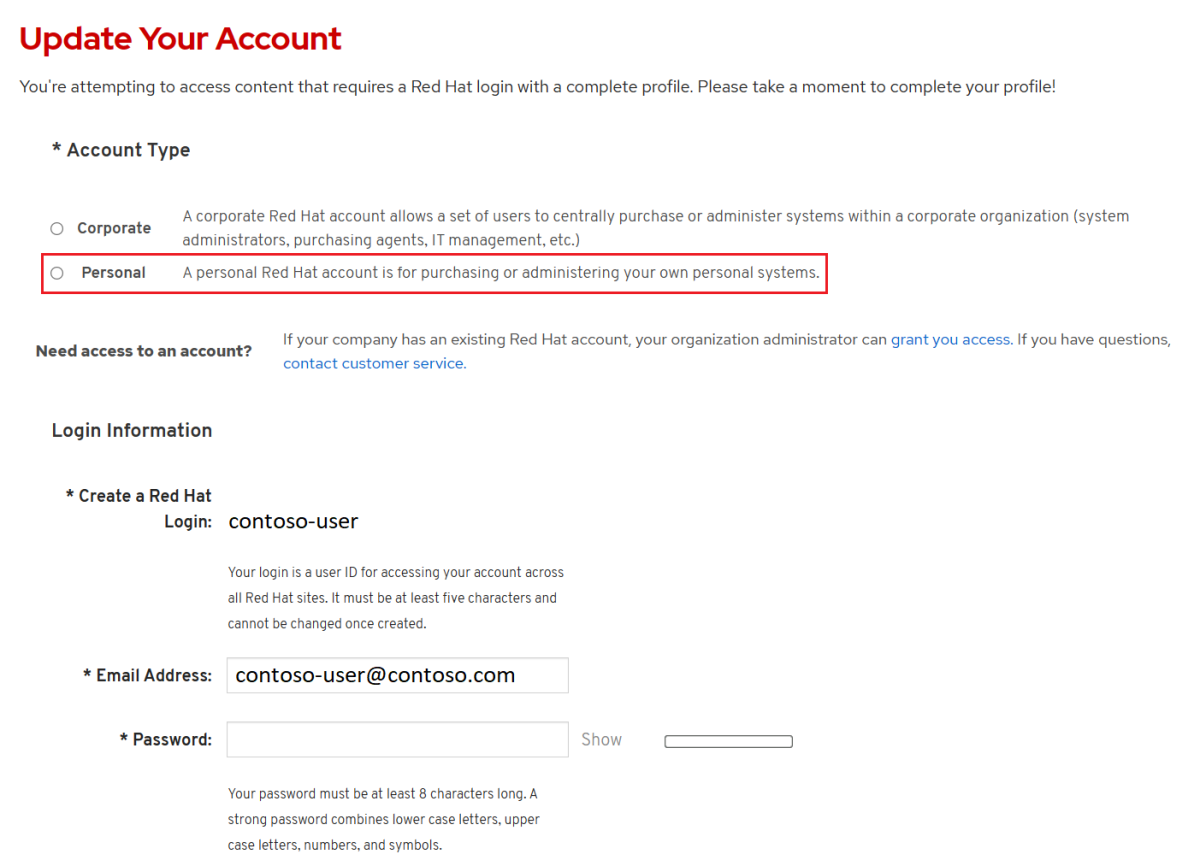 Update Your Account
You're attempting to access content that requires a Red Hat login with a complete profile. Please take a moment to complete your profile!
* Account Type
Corporate A corporate Red Hat account allows a set of users to centrally purchase or administer systems within a corporate organization (system
administrators, purchasing agents, IT management, etc.)
Personal A personal Red Hat account is for purchasing or administering your own personal systems.
Need access to an account? If your company has an existing Red Hat account, your organization administrator can grant you access. If you have questions,
contact customer service.
Login Information
* Create a Red Hat
Login: contoso-user
Your login is a user ID for accessing your account across
all Red Hat sites. It must be at least five characters and
cannot be changed once created.
* Email Address: contoso-user@contoso.com
* Password: Show
Your password must be at least 8 characters long. A
strong password combines lower case letters, upper
case letters, numbers, and symbols.